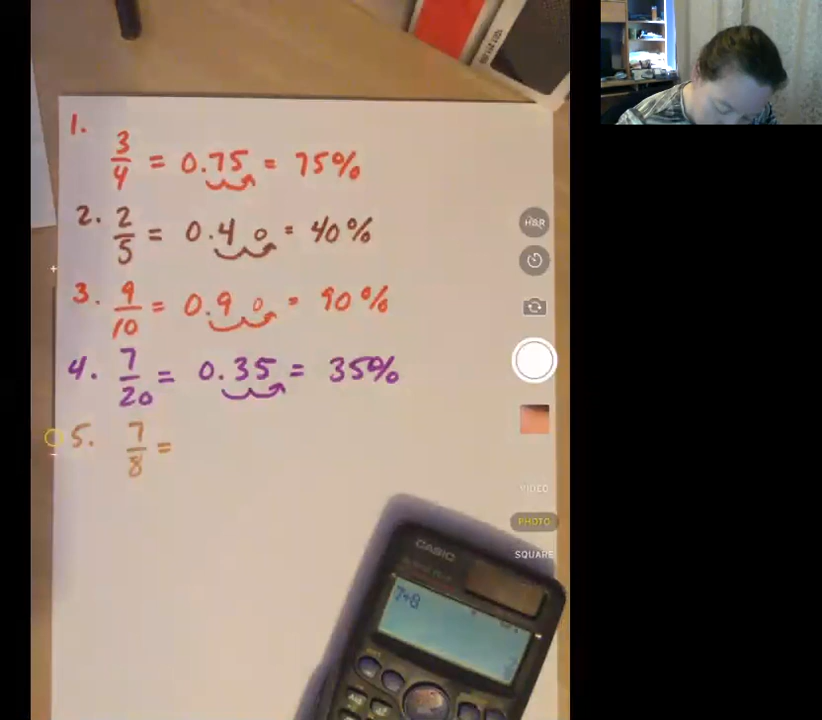 1.
3/4 = 0.75 = 75%
2. 2/5 = 0.40 = 40%
3. 9/10 = 0.90 = 90%
4. 7/20 = 0.35 = 35%
5. 7/8 =
CASIO
7÷8
HDR
VIDEO
PHOTO
SQUARE